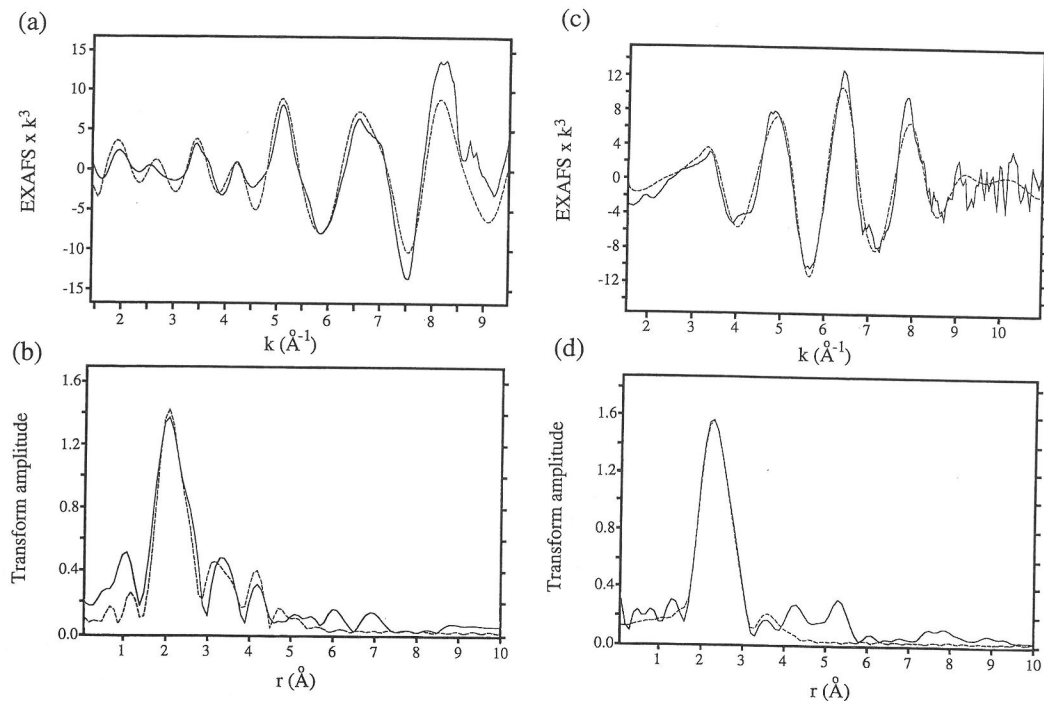 (a)
EXAFS x k³
15
10
5
0
-5
-10
-15
2 3 4 5 6 7 8 9
k (Å⁻¹)
(b)
Transform amplitude
1.6
1.2
0.8
0.4
0.0
1 2 3 4 5 6 7 8 9 10
r (Å)
(c)
EXAFS x k³
12
8
4
0
-4
-8
-12
2 3 4 5 6 7 8 9 10
k (Å⁻¹)
(d)
Transform amplitude
1.6
1.2
0.8
0.4
0.0
1 2 3 4 5 6 7 8 9 10
r (Å)